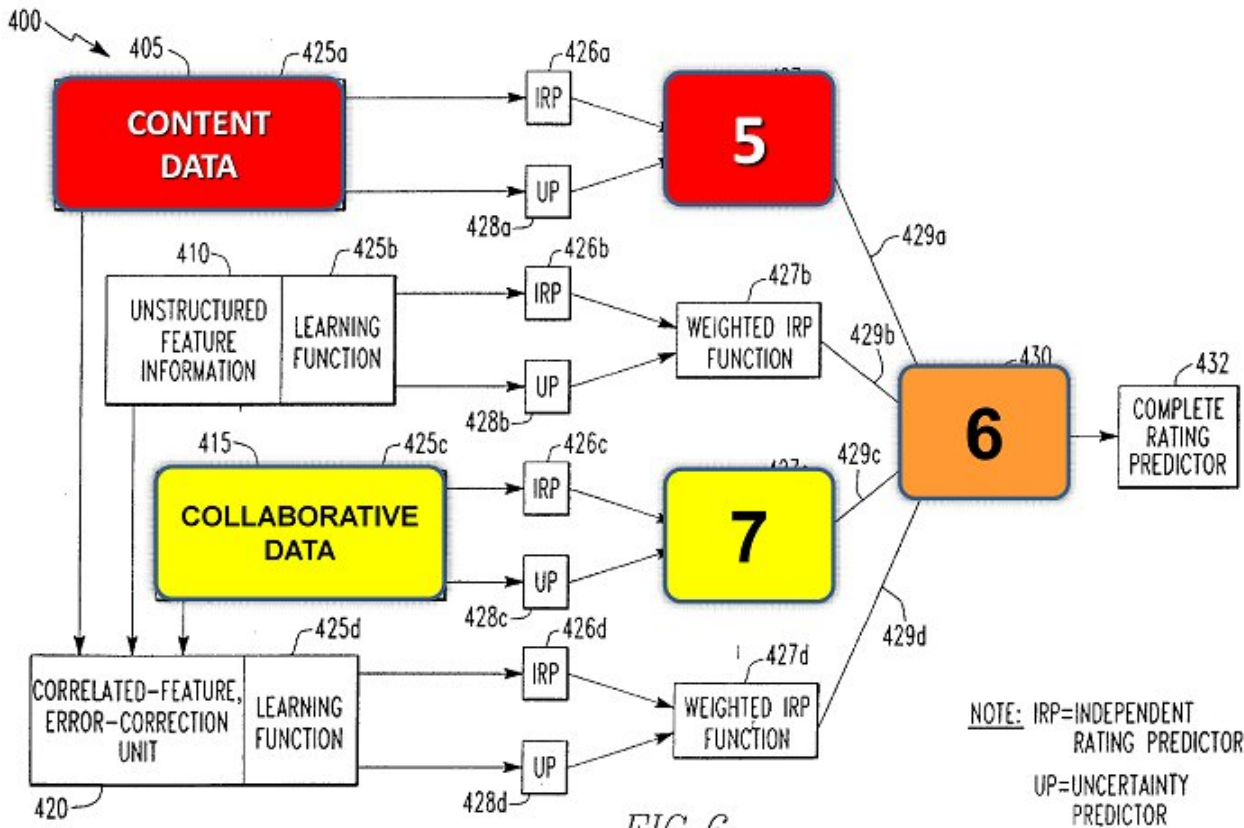 400
405
425a
426a
CONTENT
DATA
IRP
5
UP
428a
429a
410
425b
426b
427b
UNSTRUCTURED
FEATURE
INFORMATION
LEARNING
FUNCTION
IRP
WEIGHTED IRP
FUNCTION
429b
UP
428b
430
432
6
COMPLETE
RATING
PREDICTOR
415
425c
426c
429c
COLLABORATIVE
DATA
IRP
7
UP
428c
425d
426d
427d
429d
CORRELATED-FEATURE,
ERROR-CORRECTION
UNIT
LEARNING
FUNCTION
IRP
WEIGHTED IRP
FUNCTION
UP
428d
420
NOTE: IRP=INDEPENDENT
RATING PREDICTOR
UP=UNCERTAINTY
PREDICTOR